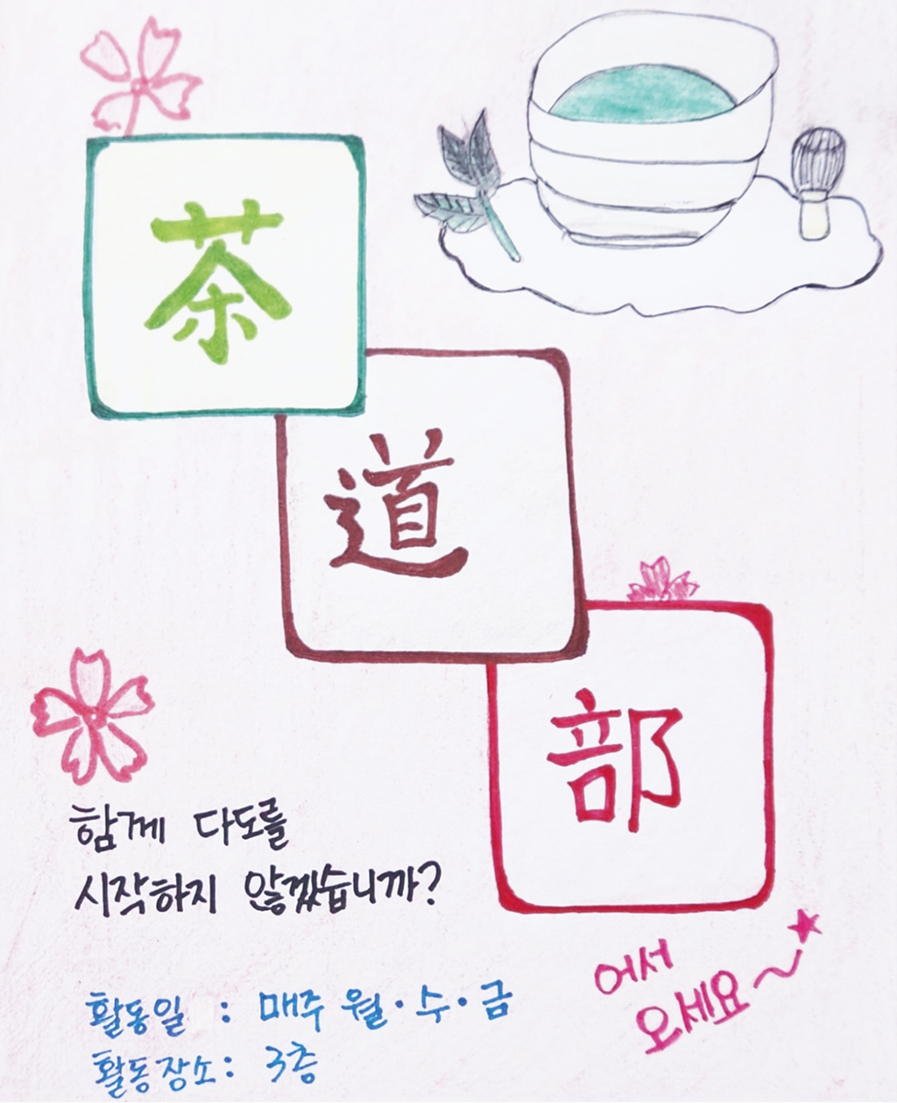 茶
道
部
함께 다도를
시작하지 않겠습니까?
어서
오세요~
활동일 : 매주 월·수·금
활동장소: 3층